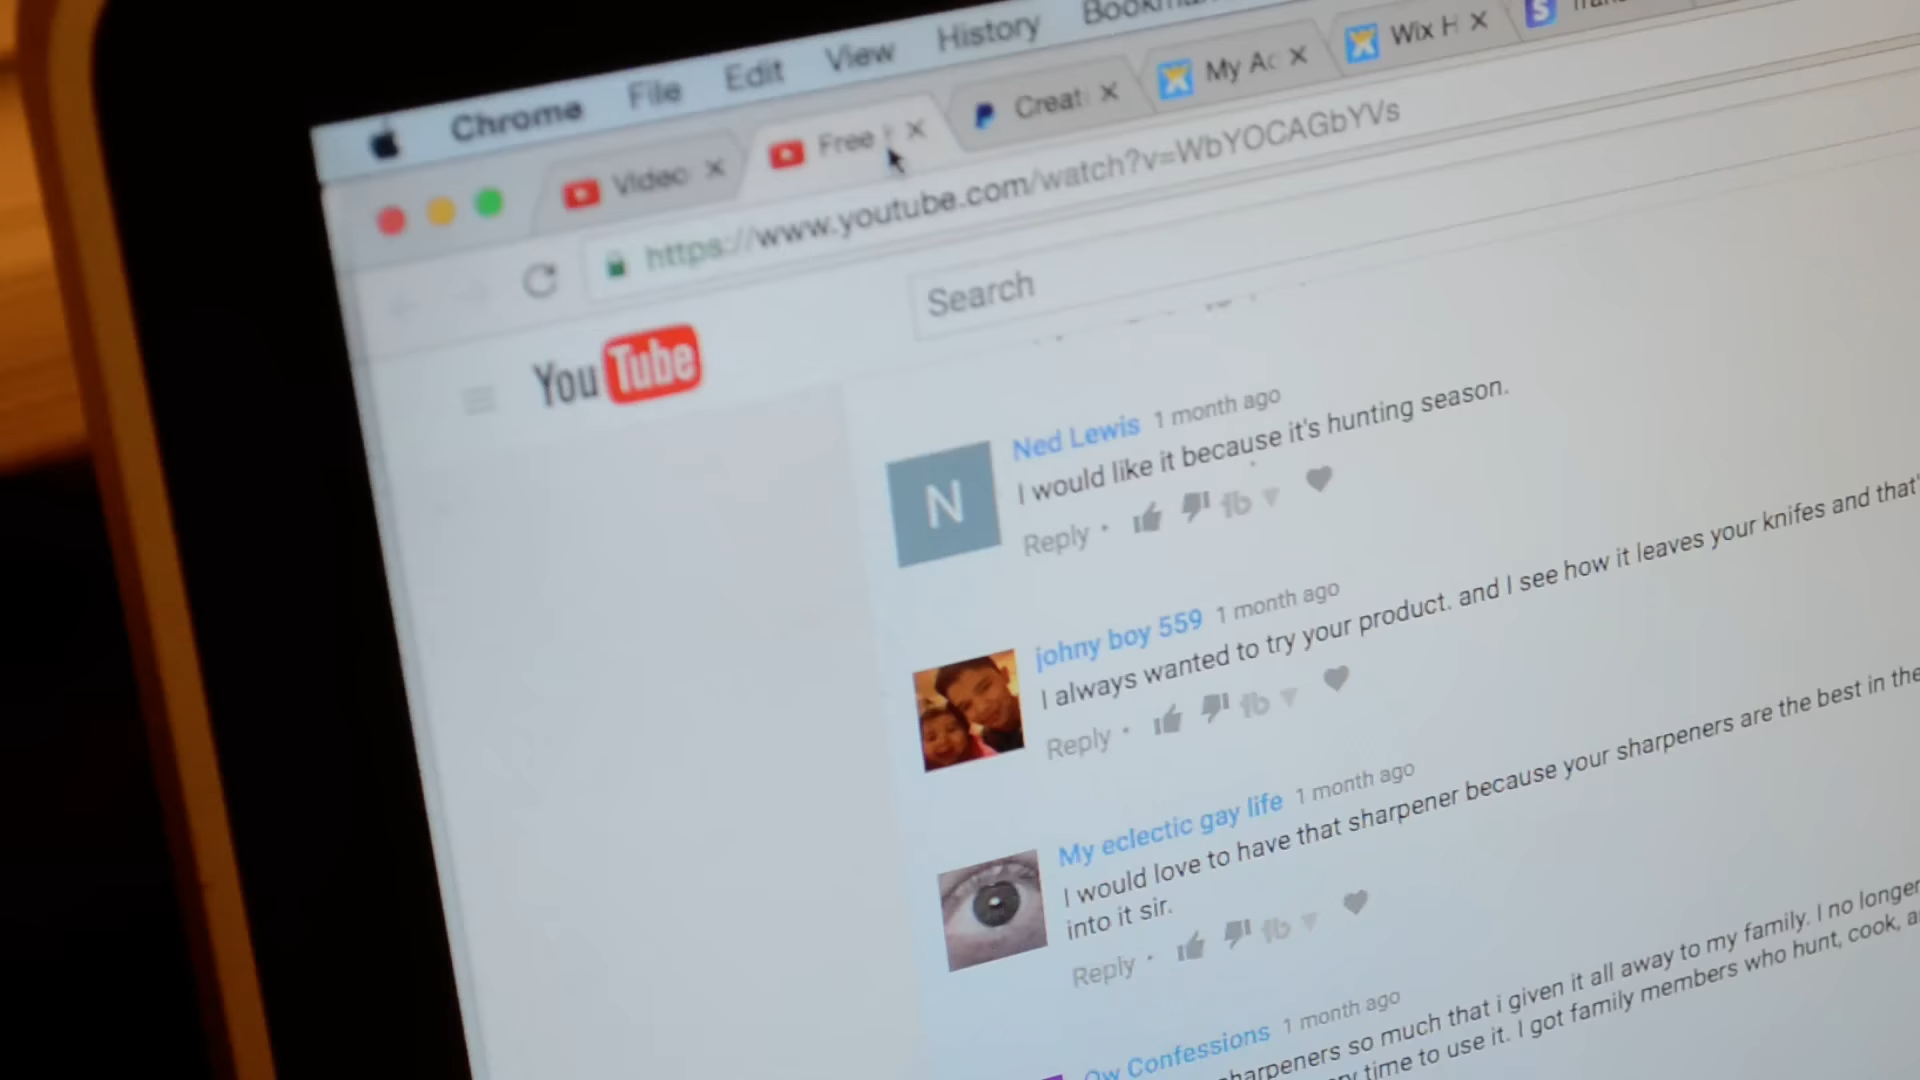 Chrome File Edit View History
Video Free Creat My Ac Wix H
https://www.youtube.com/watch?v=WbYOCAGbYVs
YouTube Search
Ned Lewis 1 month ago
N
I would like it because it's hunting season.
Reply
johny boy 559 1 month ago
I always wanted to try your product. and I see how it leaves your knifes and that'
Reply
My eclectic gay life 1 month ago
I would love to have that sharpener because your sharpeners are the best in the
into it sir.
Reply
Ow Confessions 1 month ago
sharpeners so much that i given it all away to my family. I no longer
time to use it. I got family members who hunt, cook,